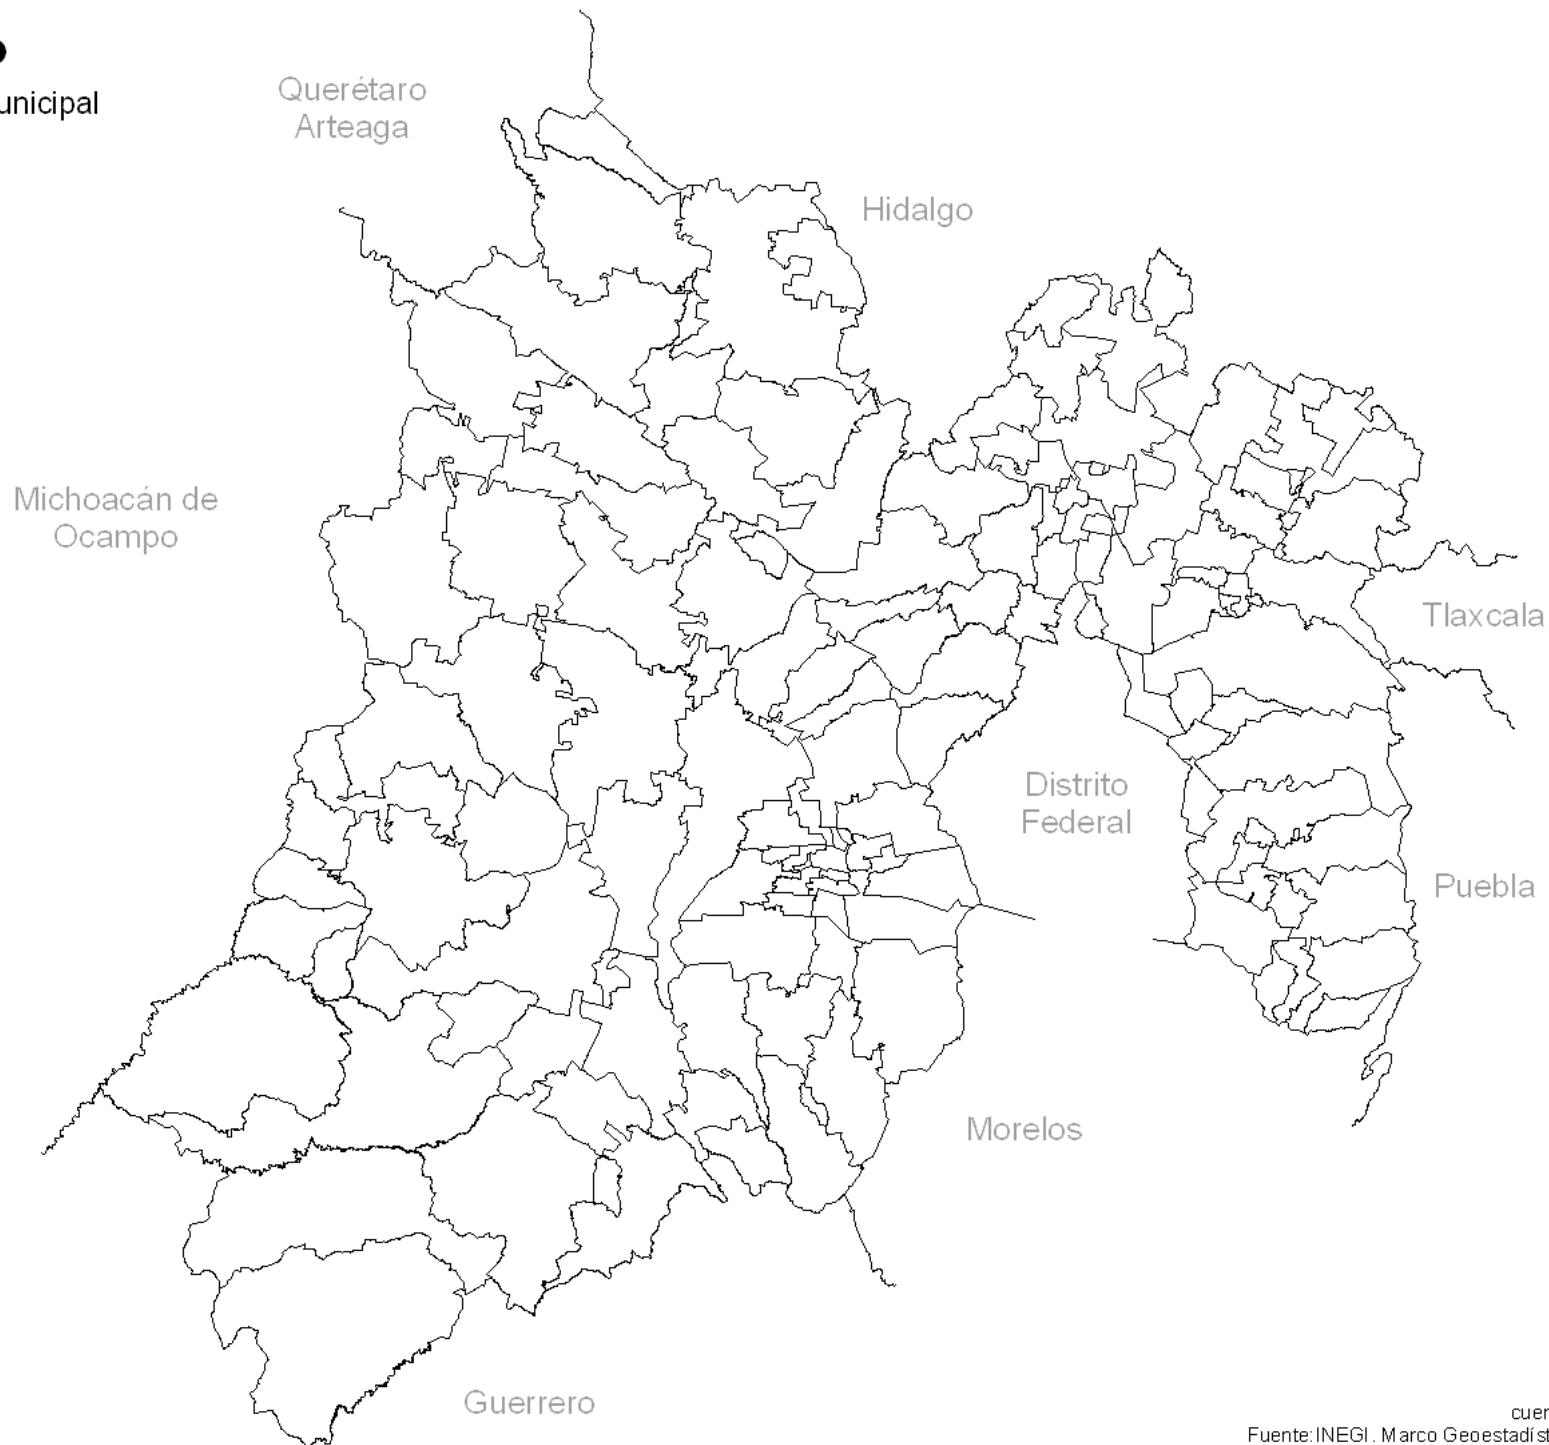 unicipal
Querétaro
Arteaga
Hidalgo
Michoacán de
Ocampo
Tlaxcala
Distrito
Federal
Puebla
Morelos
Guerrero
cuer
Fuente:INEGI. Marco Geoestadíst